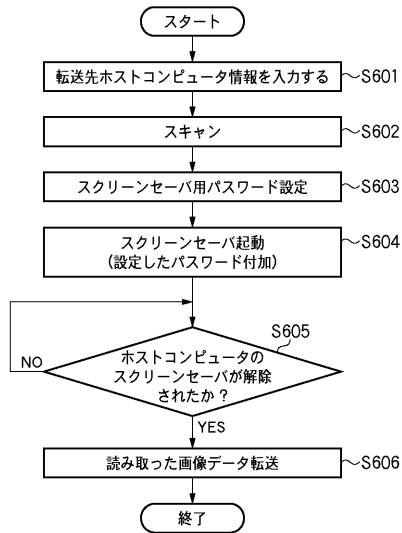 スタート
転送先ホストコンピュータ情報を入力する
S601
スキャン
S602
スクリーンセーバ用パスワード設定
S603
スクリーンセーバ起動
(設定したパスワード付加)
S604
S605
ホストコンピュータの
スクリーンセーバが解除
されたか?
NO
YES
読み取った画像データ転送
S606
終了